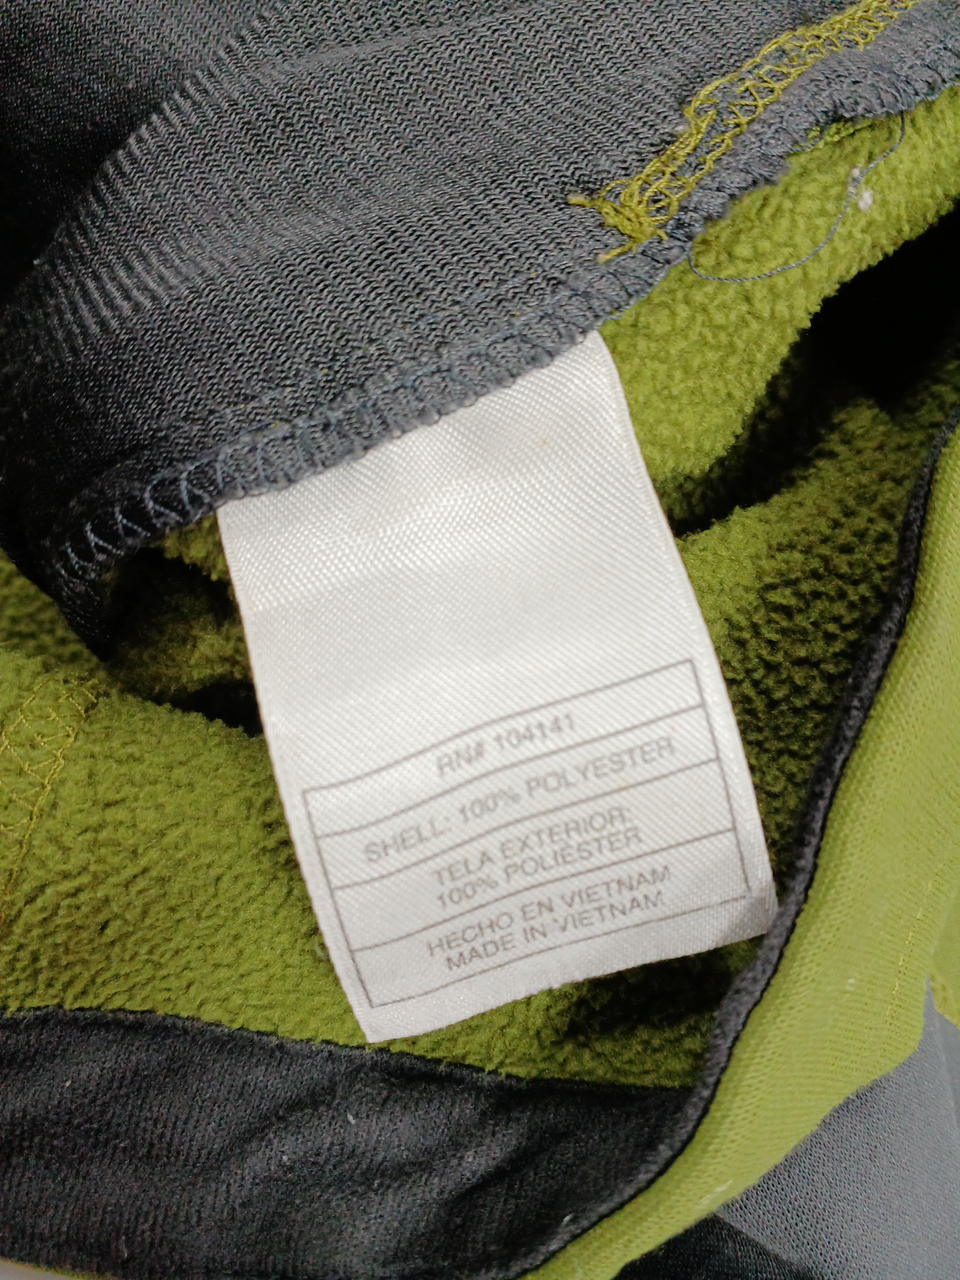 RN# 104141
SHELL: 100% POLYESTER
TELA EXTERIOR:
100% POLIESTER
HECHO EN VIETNAM
MADE IN VIETNAM